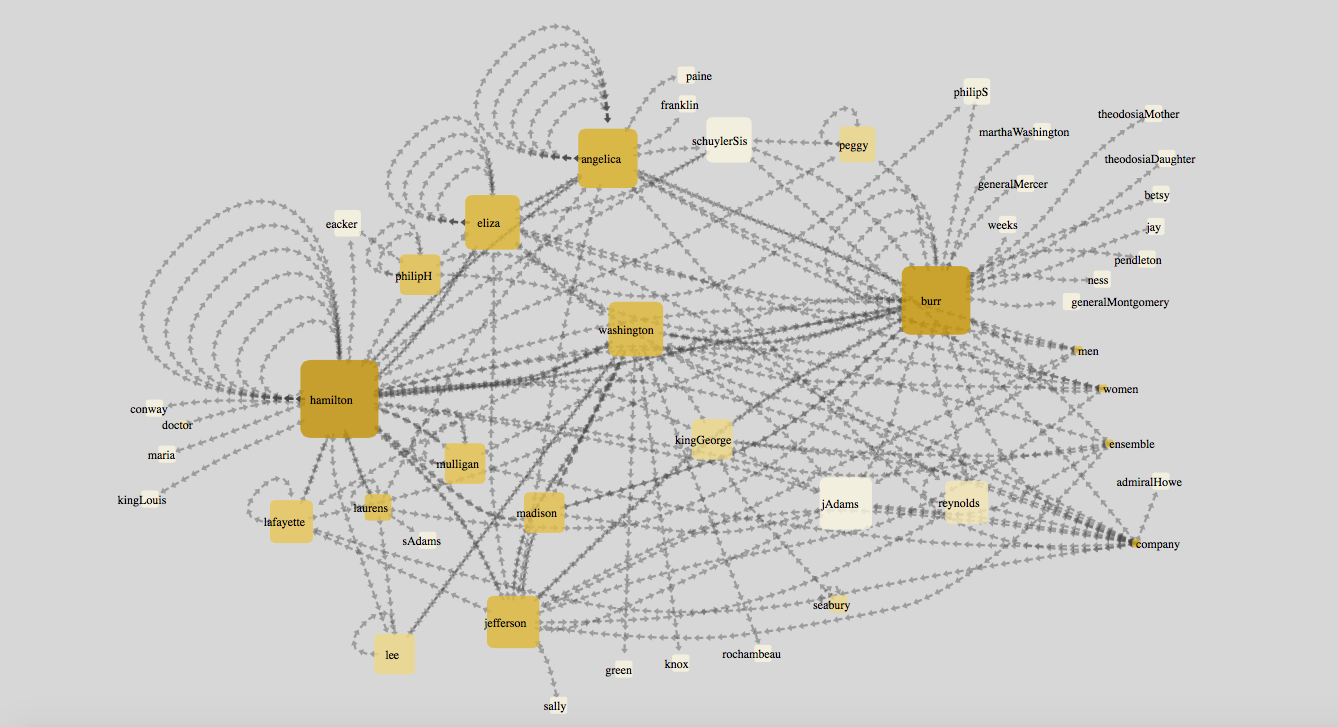 paine
philipS
franklin
theodosiaMother
marthaWashington
schuylerSis
peggy
angelica
theodosiaDaughter
generalMercer
betsy
eliza
eacker
weeks
jay
pendleton
philipH
ness
burr
generalMontgomery
washington
men
women
hamilton
conway
doctor
kingGeorge
ensemble
maria
mulligan
admiralHowe
kingLouis
jAdams
reynolds
laurens
madison
lafayette
sAdams
company
seabury
jefferson
lee
rochambeau
knox
green
sally